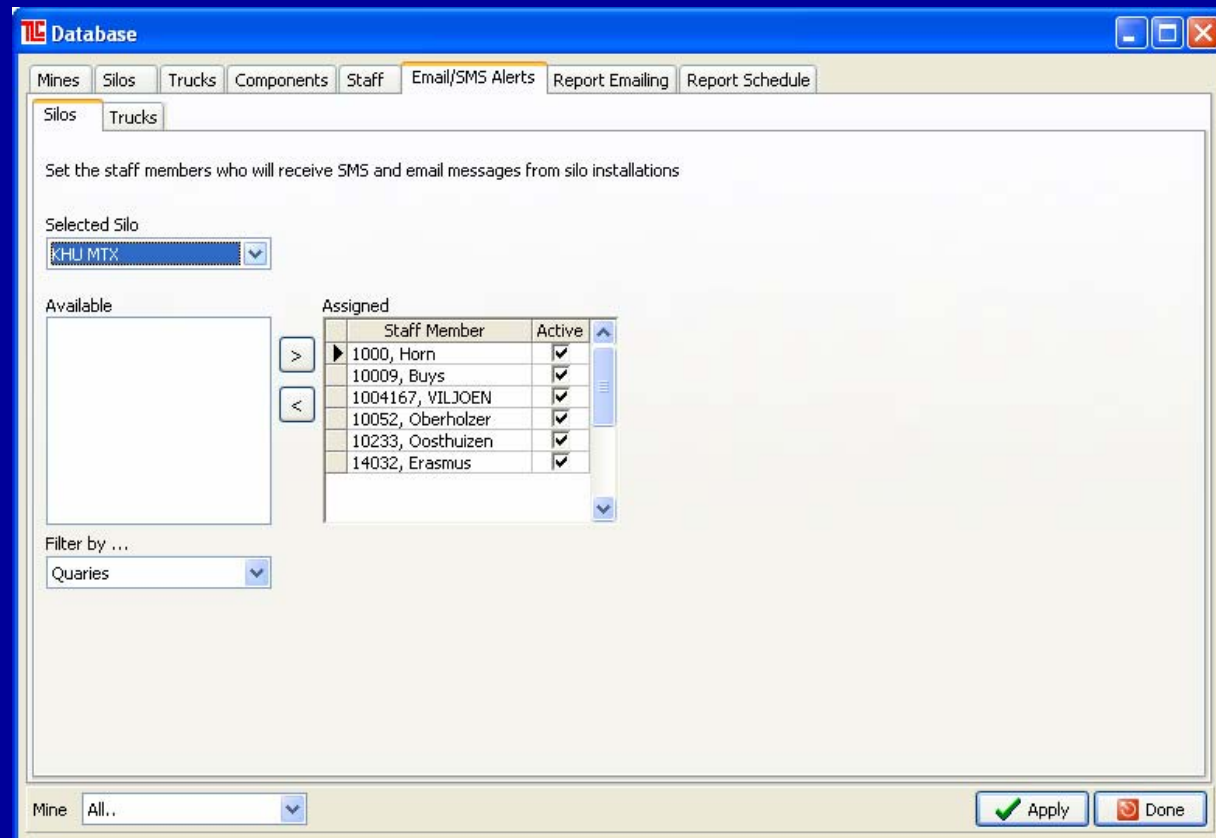 TLC Database
Mines Silos Trucks Components Staff Email/SMS Alerts Report Emailing Report Schedule
Silos Trucks
Set the staff members who will receive SMS and email messages from silo installations
Selected Silo
KHU MTX
Available Assigned
Staff Member Active
>
1000, Horn
10009, Buys
<
1004167, VILJOEN
10052, Oberholzer
10233, Oosthuizen
14032, Erasmus
Filter by ...
Quaries
Mine All.. Apply Done